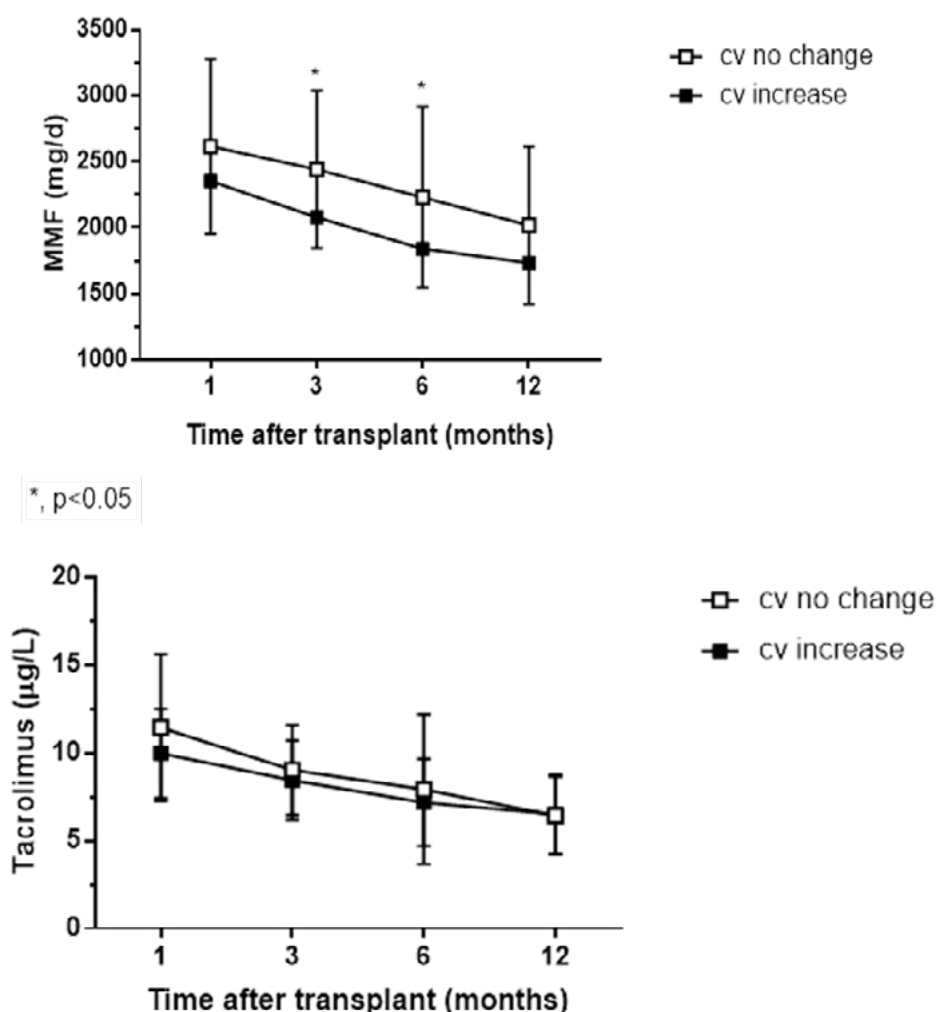 3500
3000
2500
2000
1500
1000
MMF (mg/d)
* *
1 3 6 12
Time after transplant (months)
cv no change
cv increase
*, p<0.05
20
15
10
5
0
Tacrolimus (µg/L)
1 3 6 12
Time after transplant (months)
cv no change
cv increase